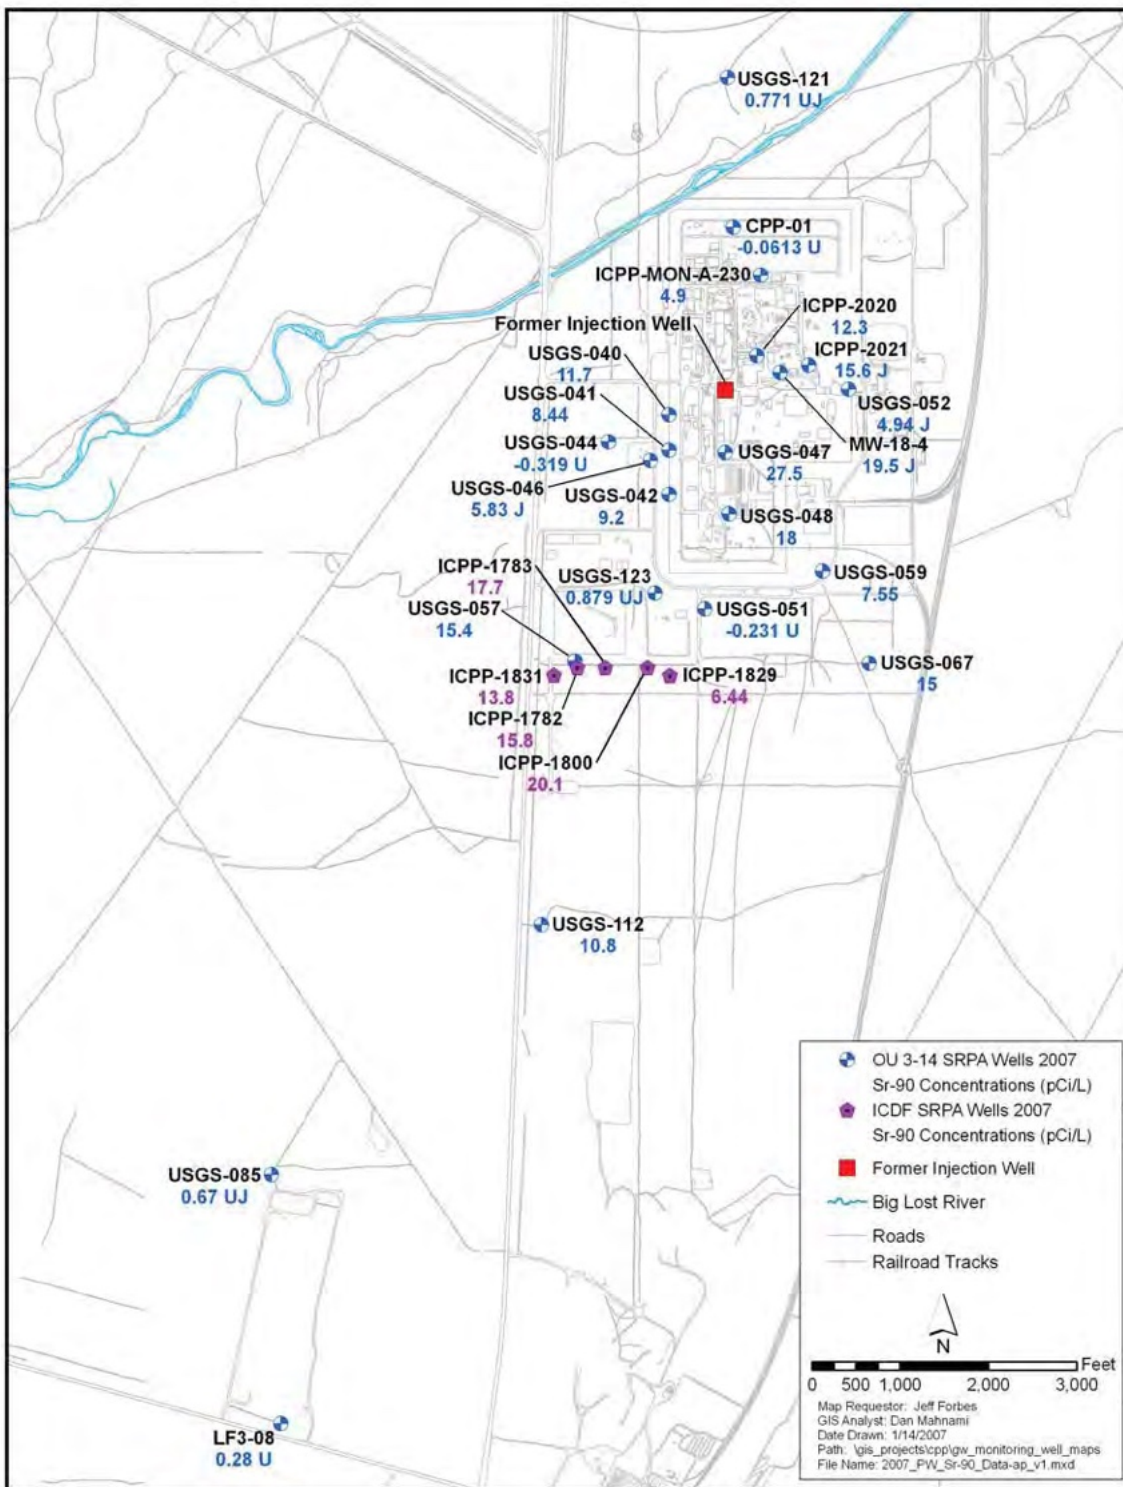 USGS-121
0.771 UJ
CPP-01
-0.0613 U
ICPP-MON-A-230
4.9
ICPP-2020
12.3
Former Injection Well
ICPP-2021
15.6 J
USGS-040
11.7
USGS-041
8.44
USGS-052
4.94 J
USGS-044
-0.319 U
USGS-047
27.5
MW-18-4
19.5 J
USGS-046
5.83 J
USGS-042
9.2
USGS-048
18
ICPP-1783
17.7
USGS-123
0.879 UJ
USGS-059
7.55
USGS-057
15.4
USGS-051
-0.231 U
USGS-067
15
ICPP-1831
13.8
ICPP-1829
6.44
ICPP-1782
15.8
ICPP-1800
20.1
USGS-112
10.8
USGS-085
0.67 UJ
LF3-08
0.28 U
OU 3-14 SRPA Wells 2007
Sr-90 Concentrations (pCi/L)
ICDF SRPA Wells 2007
Sr-90 Concentrations (pCi/L)
Former Injection Well
Big Lost River
Roads
Railroad Tracks
N
Feet
0 500 1,000 2,000 3,000
Map Requestor: Jeff Forbes
GIS Analyst: Dan Mahnami
Date Drawn: 1/14/2007
Path: \gis_projects\cpp\gw_monitoring_well_maps
File Name: 2007_PW_Sr-90_Data-ap_v1.mxd